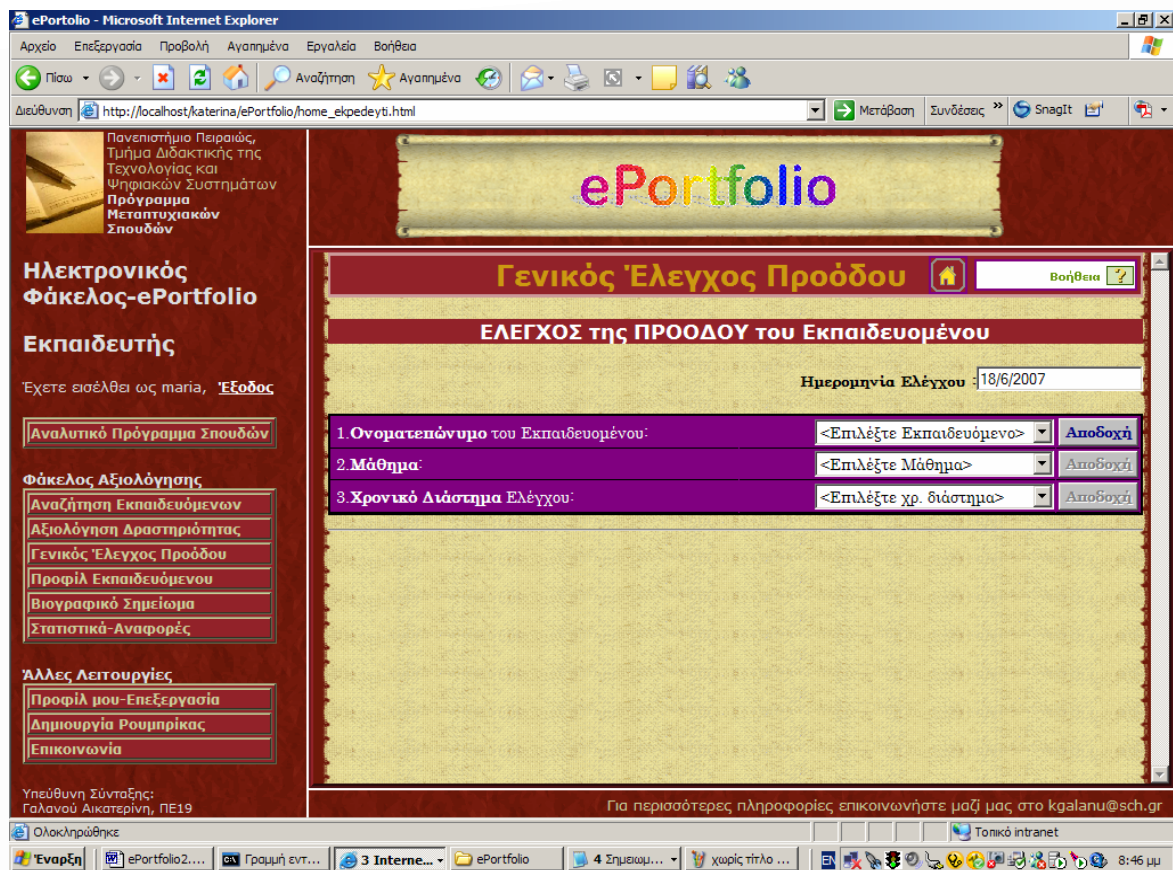 ePortolio - Microsoft Internet Explorer
Αρχείο Επεξεργασία Προβολή Αγαπημένα Εργαλεία Βοήθεια
Πίσω Αναζήτηση Αγαπημένα
Διεύθυνση http://localhost/katerina/ePortfolio/home_ekpedeyti.html Μετάβαση Συνδέσεις » SnagIt
Πανεπιστήμιο Πειραιώς,
Τμήμα Διδακτικής της
Τεχνολογίας και
Ψηφιακών Συστημάτων
Πρόγραμμα
Μεταπτυχιακών
Σπουδών
ePortfolio
Ηλεκτρονικός
Φάκελος-ePortfolio
Εκπαιδευτής
Έχετε εισέλθει ως maria, Έξοδος
Αναλυτικό Πρόγραμμα Σπουδών
Φάκελος Αξιολόγησης
Αναζήτηση Εκπαιδευόμενων
Αξιολόγηση Δραστηριότητας
Γενικός Έλεγχος Προόδου
Προφίλ Εκπαιδευόμενου
Βιογραφικό Σημείωμα
Στατιστικά-Αναφορές
Άλλες Λειτουργίες
Προφίλ μου-Επεξεργασία
Δημιουργία Ρουμπρίκας
Επικοινωνία
Υπεύθυνη Σύνταξης:
Γαλανού Αικατερίνη, ΠΕ19
Γενικός Έλεγχος Προόδου Βοήθεια ?
ΕΛΕΓΧΟΣ της ΠΡΟΟΔΟΥ του Εκπαιδευομένου
Ημερομηνία Ελέγχου : 18/6/2007
1.Ονοματεπώνυμο του Εκπαιδευομένου: <Επιλέξτε Εκπαιδευόμενο> Αποδοχή
2.Μάθημα: <Επιλέξτε Μάθημα> Αποδοχή
3.Χρονικό Διάστημα Ελέγχου: <Επιλέξτε χρ. διάστημα> Αποδοχή
Για περισσότερες πληροφορίες επικοινωνήστε μαζί μας στο kgalanu@sch.gr
Ολοκληρώθηκε Τοπικό intranet
Έναρξη ePortfolio2.... Γραμμή εντ... 3 Interne... ePortfolio 4 Σημειωμ... χωρίς τίτλο ... EN 8:46 μμ